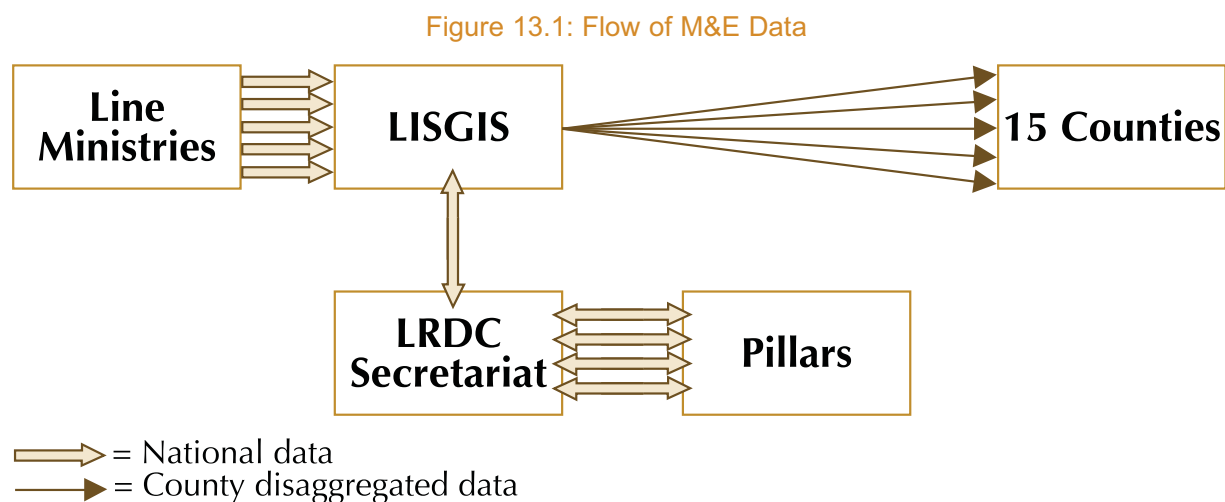 Figure 13.1: Flow of M&E Data
Line
Ministries
LISGIS
15 Counties
LRDC
Secretariat
Pillars
= National data
= County disaggregated data